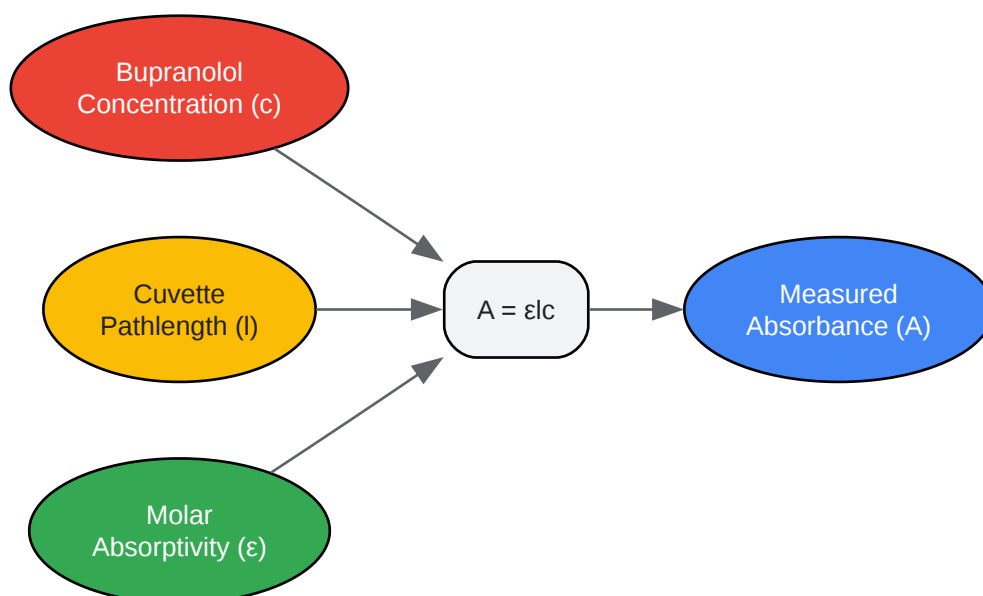 Bupranolol
Concentration (c)
Cuvette
Pathlength (l)
A = εlc
Measured
Absorbance (A)
Molar
Absorptivity (ε)